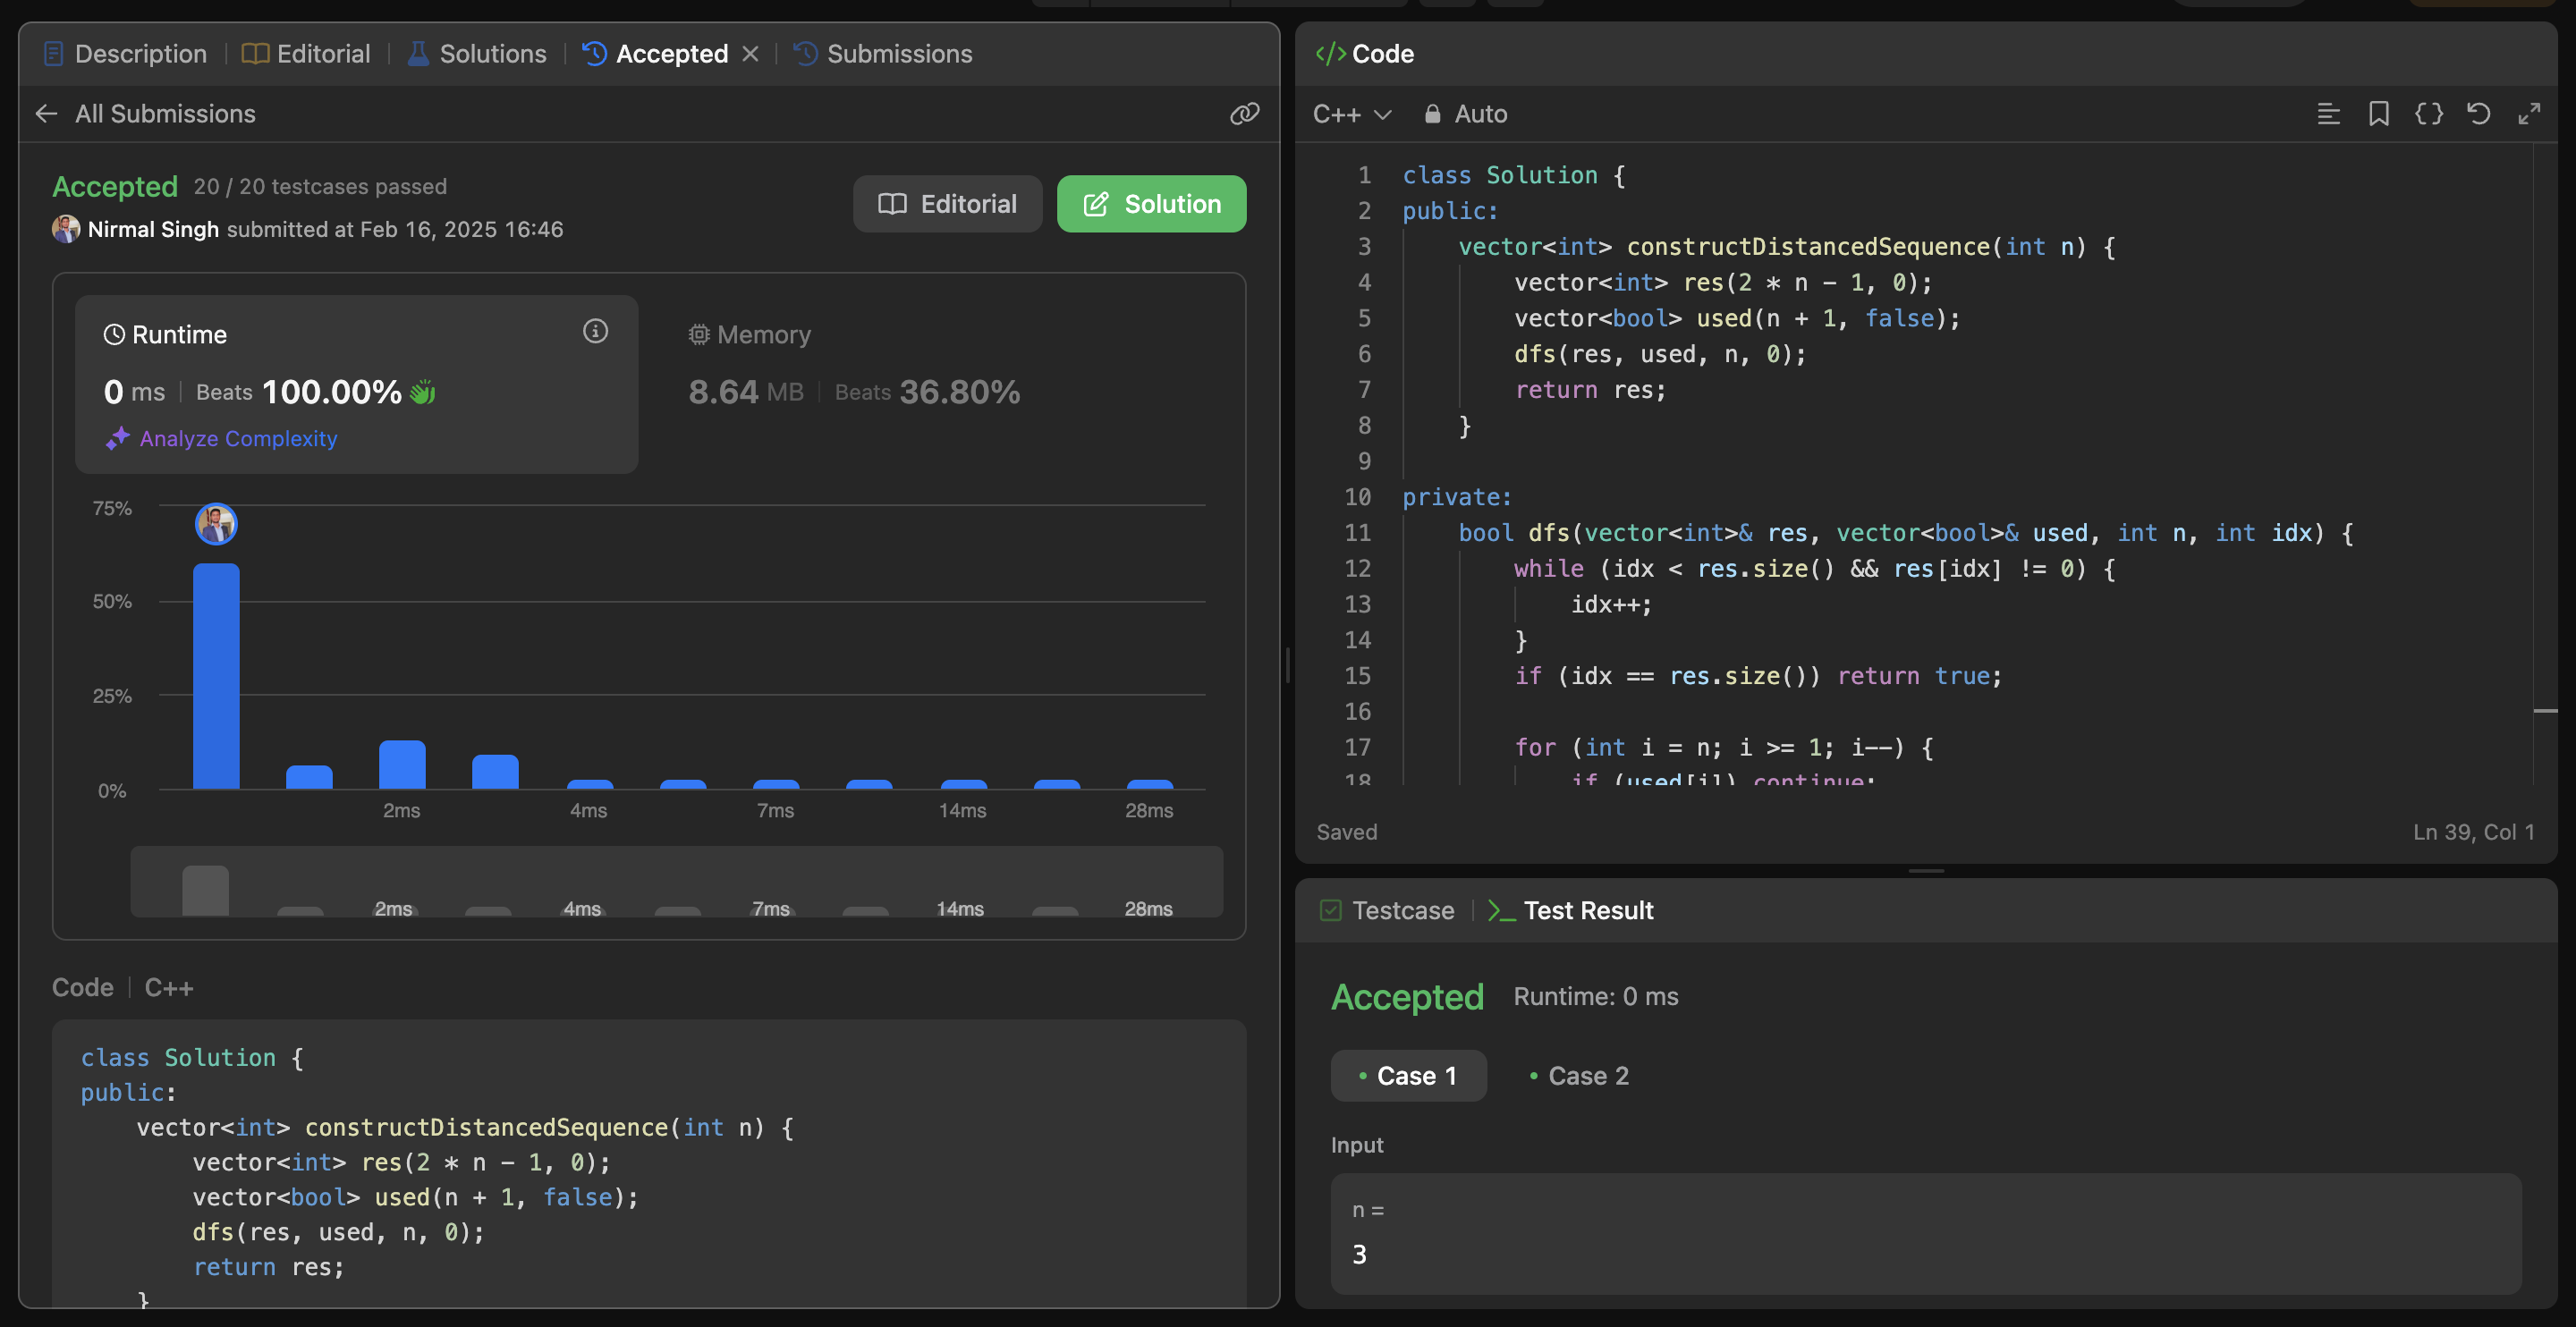 Description | Editorial | Solutions | Accepted | Submissions
All Submissions
Accepted 20 / 20 testcases passed
Nirmal Singh submitted at Feb 16, 2025 16:46
Editorial
Solution
Runtime
0 ms | Beats 100.00%
Analyze Complexity
Memory
8.64 MB | Beats 36.80%
75%
50%
25%
0%
2ms 4ms 7ms 14ms 28ms
2ms 4ms 7ms 14ms 28ms
Code | C++
class Solution {
public:
    vector<int> constructDistancedSequence(int n) {
        vector<int> res(2 * n - 1, 0);
        vector<bool> used(n + 1, false);
        dfs(res, used, n, 0);
        return res;
    }
</> Code
C++ Auto
1 class Solution {
2 public:
3     vector<int> constructDistancedSequence(int n) {
4         vector<int> res(2 * n - 1, 0);
5         vector<bool> used(n + 1, false);
6         dfs(res, used, n, 0);
7         return res;
8     }
9
10 private:
11     bool dfs(vector<int>& res, vector<bool>& used, int n, int idx) {
12         while (idx < res.size() && res[idx] != 0) {
13             idx++;
14         }
15         if (idx == res.size()) return true;
16
17         for (int i = n; i >= 1; i--) {
18             if (used[i]) continue;
Saved
Ln 39, Col 1
Testcase | Test Result
Accepted Runtime: 0 ms
Case 1
Case 2
Input
n =
3